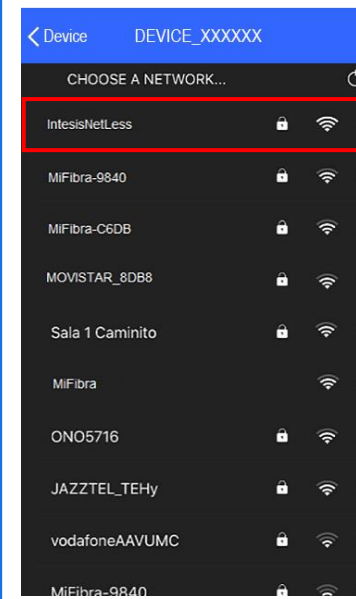 Device DEVICE_XXXXXX
CHOOSE A NETWORK...
IntesisNetLess
MiFibra-9840
MiFibra-C6DB
MOVISTAR_8DB8
Sala 1 Caminito
MiFibra
ONO5716
JAZZTEL_TEHy
vodafoneAAVUMC
MiFibra-9840